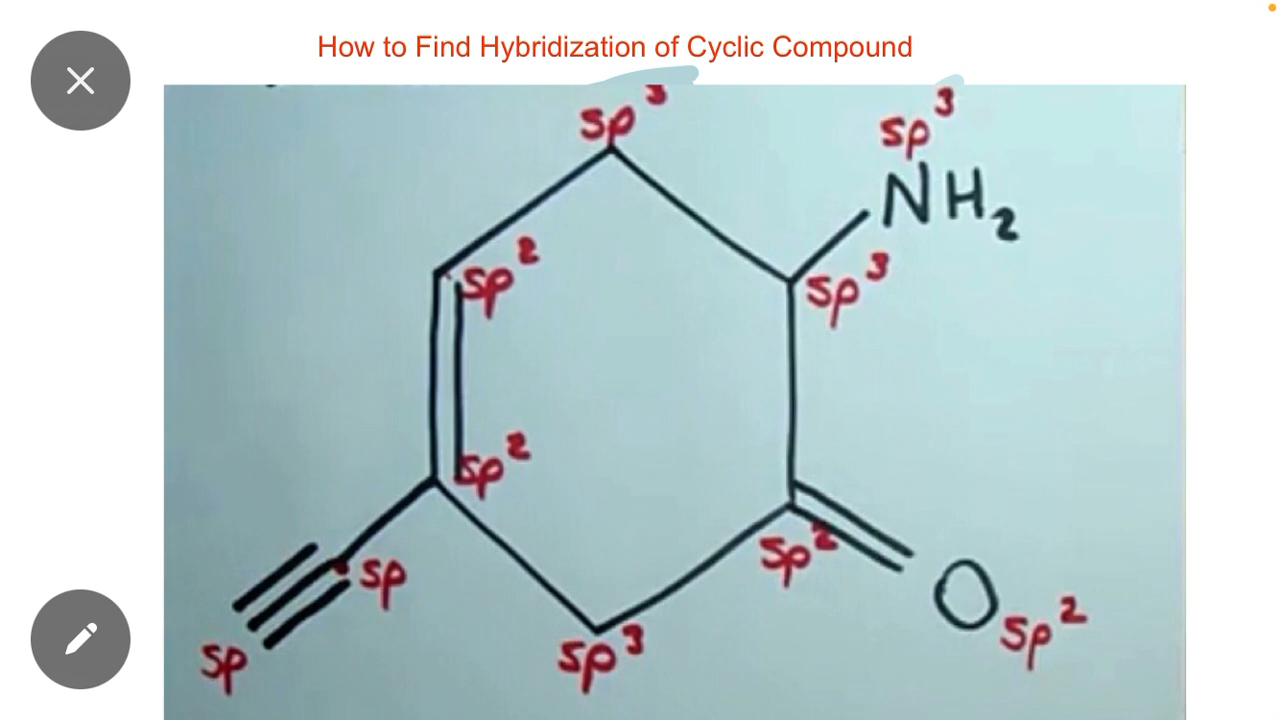 How to Find Hybridization of Cyclic Compound
sp³
sp³
NH₂
sp²
sp³
sp²
sp²
sp
O
sp²
sp
sp³